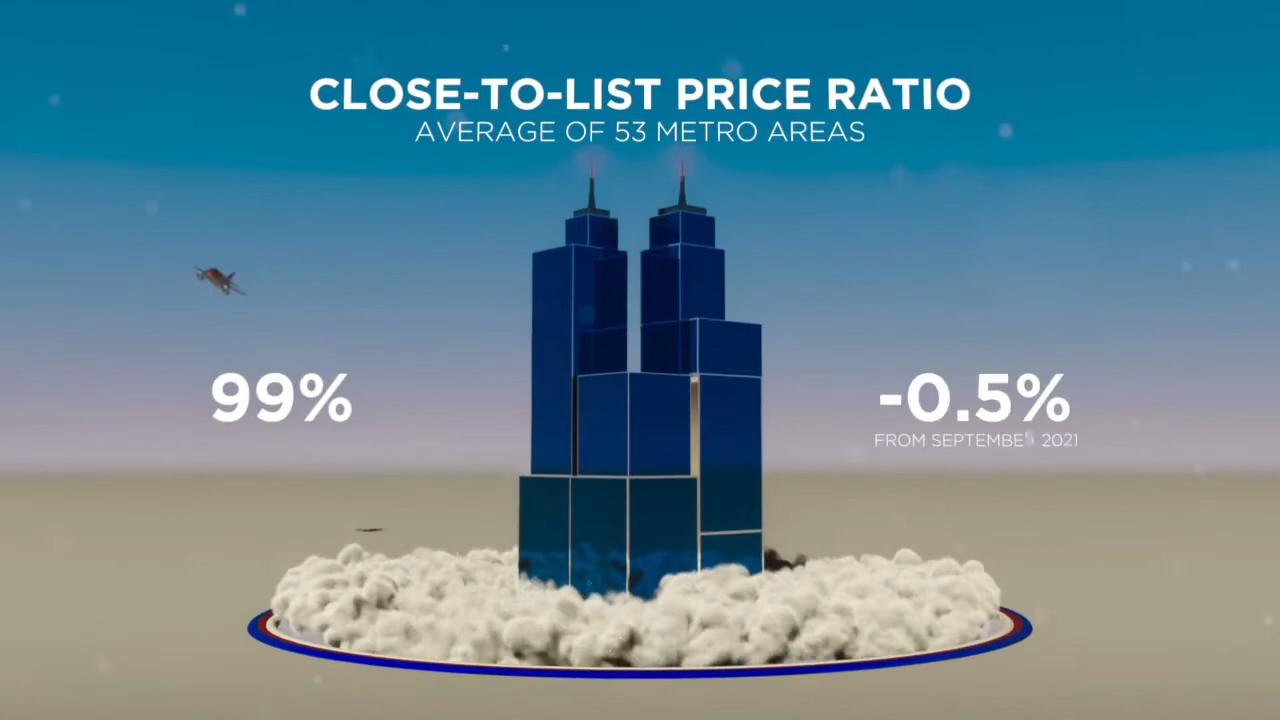 CLOSE-TO-LIST PRICE RATIO
AVERAGE OF 53 METRO AREAS
99%
-0.5%
FROM SEPTEMBER 2021